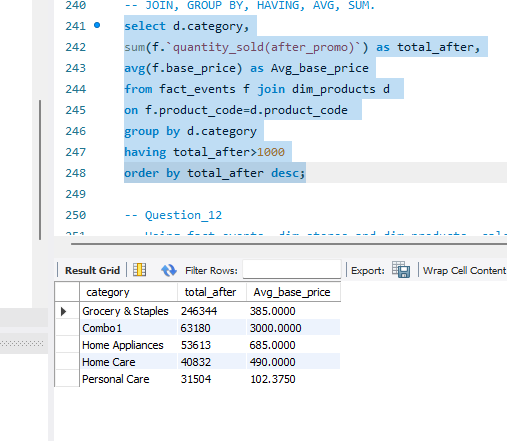 240 -- JOIN, GROUP BY, HAVING, AVG, SUM.
241 select d.category,
242 sum(f.`quantity_sold(after_promo)`) as total_after,
243 avg(f.base_price) as Avg_base_price
244 from fact_events f join dim_products d
245 on f.product_code=d.product_code
246 group by d.category
247 having total_after>1000
248 order by total_after desc;
249
250 -- Question_12
Result Grid Filter Rows: Export: Wrap Cell Content
category total_after Avg_base_price
Grocery & Staples 246344 385.0000
Combo1 63180 3000.0000
Home Appliances 53613 685.0000
Home Care 40832 490.0000
Personal Care 31504 102.3750